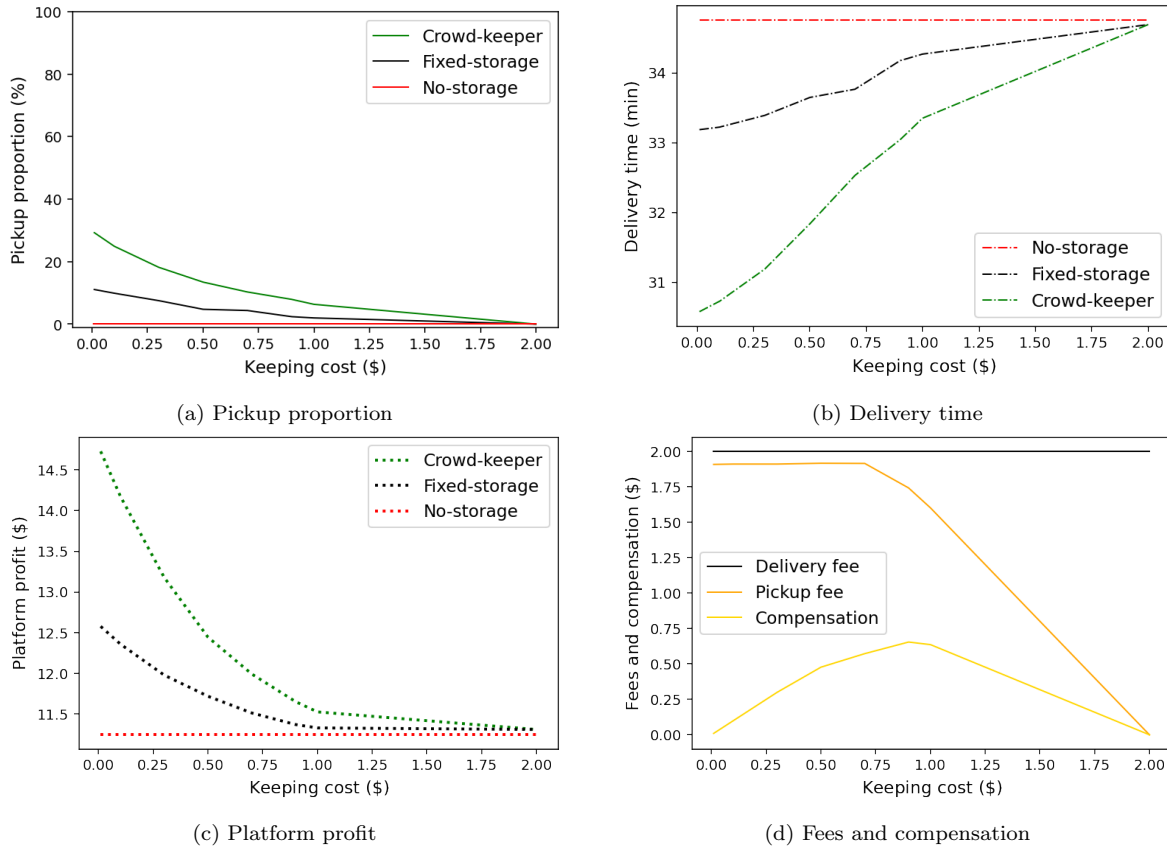 100
80
60
40
20
0
Pickup proportion (%)
Crowd-keeper
Fixed-storage
No-storage
0.00 0.25 0.50 0.75 1.00 1.25 1.50 1.75 2.00
Keeping cost ($)
(a) Pickup proportion
34
33
32
31
Delivery time (min)
No-storage
Fixed-storage
Crowd-keeper
0.00 0.25 0.50 0.75 1.00 1.25 1.50 1.75 2.00
Keeping cost ($)
(b) Delivery time
14.5
14.0
13.5
13.0
12.5
12.0
11.5
Platform profit ($)
Crowd-keeper
Fixed-storage
No-storage
0.00 0.25 0.50 0.75 1.00 1.25 1.50 1.75 2.00
Keeping cost ($)
(c) Platform profit
2.00
1.75
1.50
1.25
1.00
0.75
0.50
0.25
0.00
Fees and compensation ($)
Delivery fee
Pickup fee
Compensation
0.00 0.25 0.50 0.75 1.00 1.25 1.50 1.75 2.00
Keeping cost ($)
(d) Fees and compensation